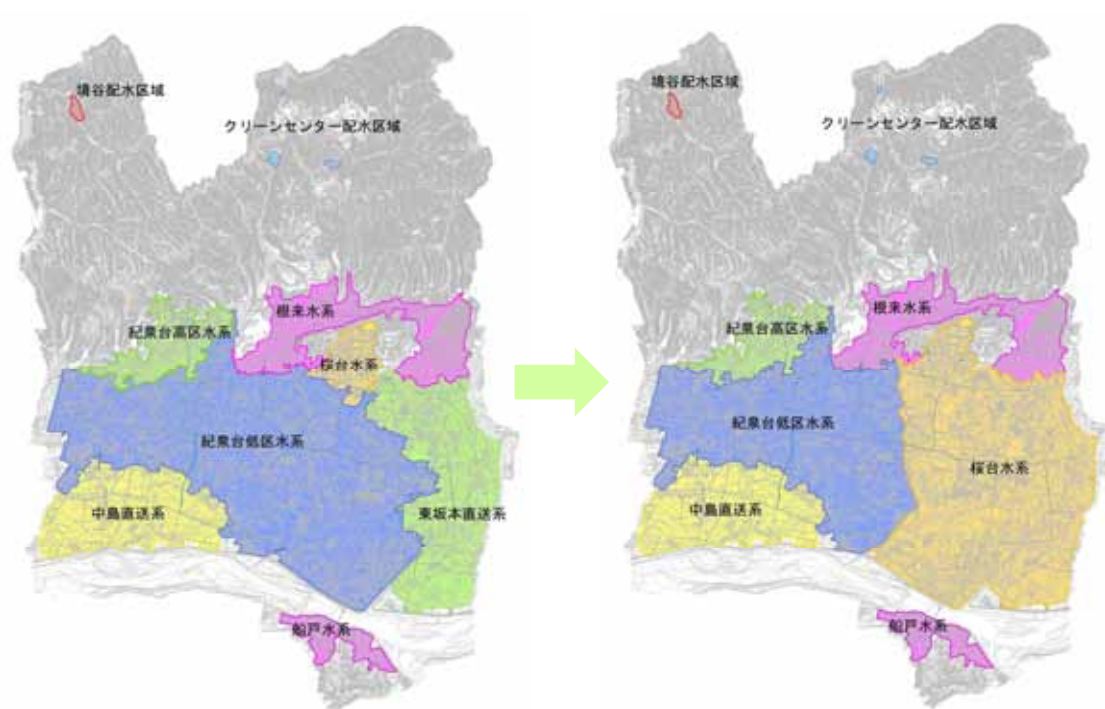 境谷配水区域
クリーンセンター配水区域
根来水系
紀泉台高区水系
桜台水系
紀泉台低区水系
中島直送系
東坂本直送系
船戸水系
境谷配水区域
クリーンセンター配水区域
根来水系
紀泉台高区水系
紀泉台低区水系
桜台水系
中島直送系
船戸水系